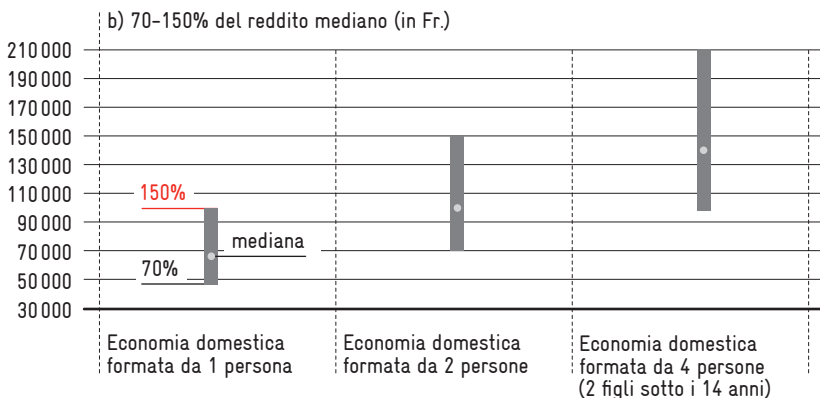 b) 70-150% del reddito mediano (in Fr.)
210 000
190 000
170 000
150 000
130 000
110 000
90 000
70 000
50 000
30 000
150%
mediana
70%
Economia domestica
formata da 1 persona
Economia domestica
formata da 2 persone
Economia domestica
formata da 4 persone
(2 figli sotto i 14 anni)